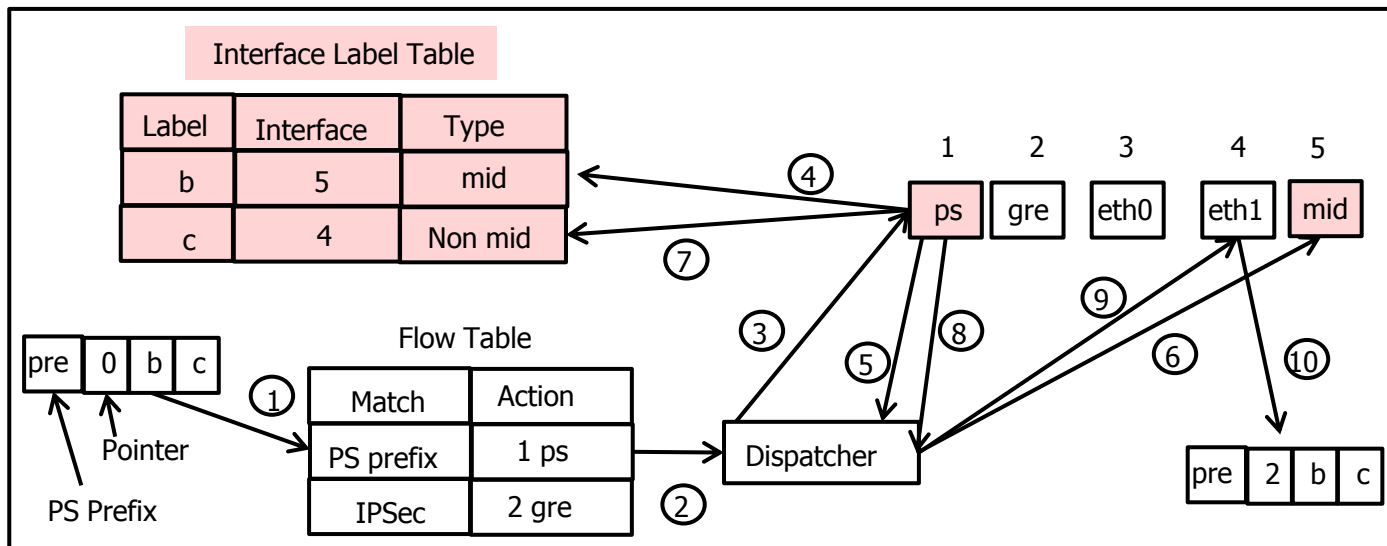 Interface Label Table
Label Interface Type
b 5 mid
c 4 Non mid
1 2 3 4 5
ps gre eth0 eth1 mid
4
7
3
5
8
9
6
10
pre 0 b c
1
Pointer
PS Prefix
Flow Table
Match Action
PS prefix 1 ps
IPSec 2 gre
2
Dispatcher
pre 2 b c